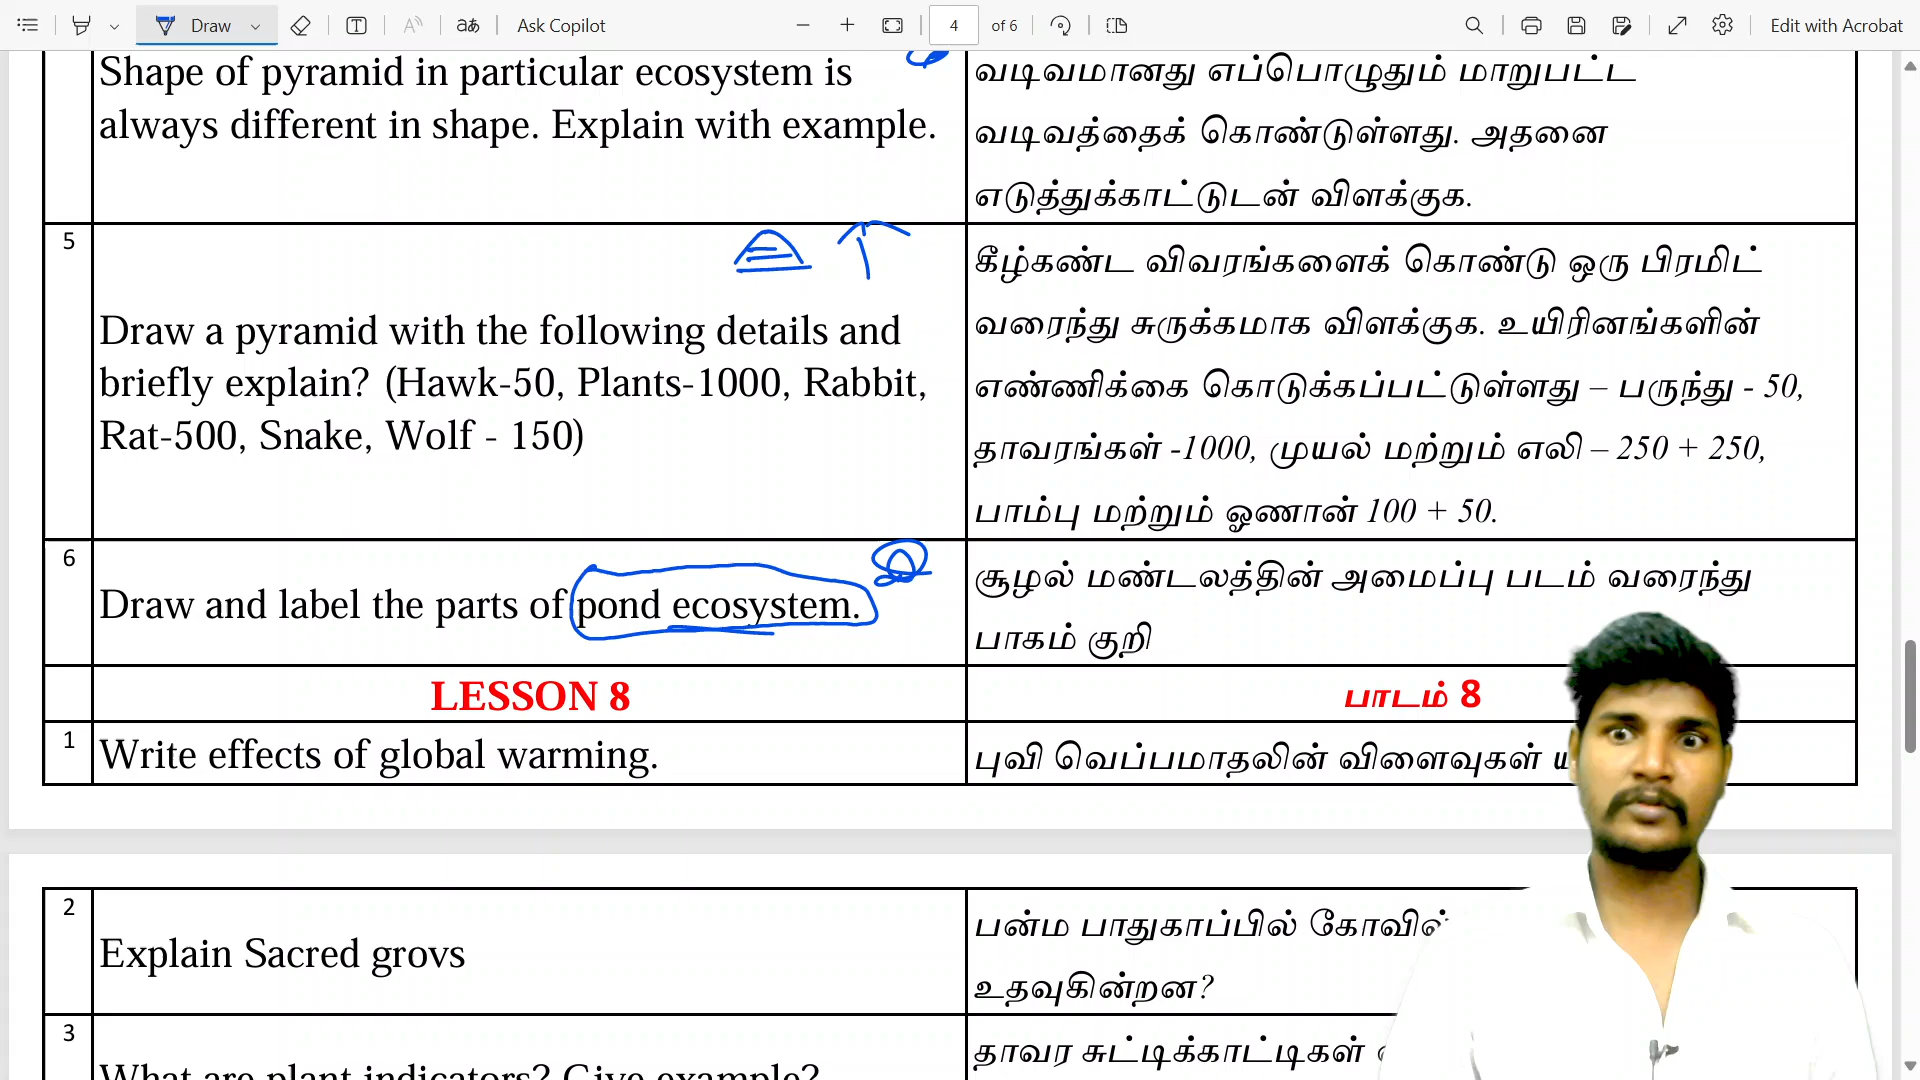 Draw
Ask Copilot
4
of 6
Edit with Acrobat
Shape of pyramid in particular ecosystem is
always different in shape. Explain with example.
வடிவமானது எப்பொழுதும் மாறுபட்ட
வடிவத்தைக் கொண்டுள்ளது. அதனை
எடுத்துக்காட்டுடன் விளக்குக.
5
Draw a pyramid with the following details and
briefly explain? (Hawk-50, Plants-1000, Rabbit,
Rat-500, Snake, Wolf - 150)
கீழ்கண்ட விவரங்களைக் கொண்டு ஒரு பிரமிட்
வரைந்து சுருக்கமாக விளக்குக. உயிரினங்களின்
எண்ணிக்கை கொடுக்கப்பட்டுள்ளது – பருந்து - 50,
தாவரங்கள் -1000, முயல் மற்றும் எலி – 250 + 250,
பாம்பு மற்றும் ஓணான் 100 + 50.
6
Draw and label the parts of pond ecosystem.
சூழல் மண்டலத்தின் அமைப்பு படம் வரைந்து
பாகம் குறி
LESSON 8
பாடம் 8
1
Write effects of global warming.
புவி வெப்பமாதலின் விளைவுகள்
2
Explain Sacred grovs
பன்ம பாதுகாப்பில்
உதவுகின்றன?
3
What are plant indicators? Give example?
தாவர சுட்டிக்காட்டிகள்